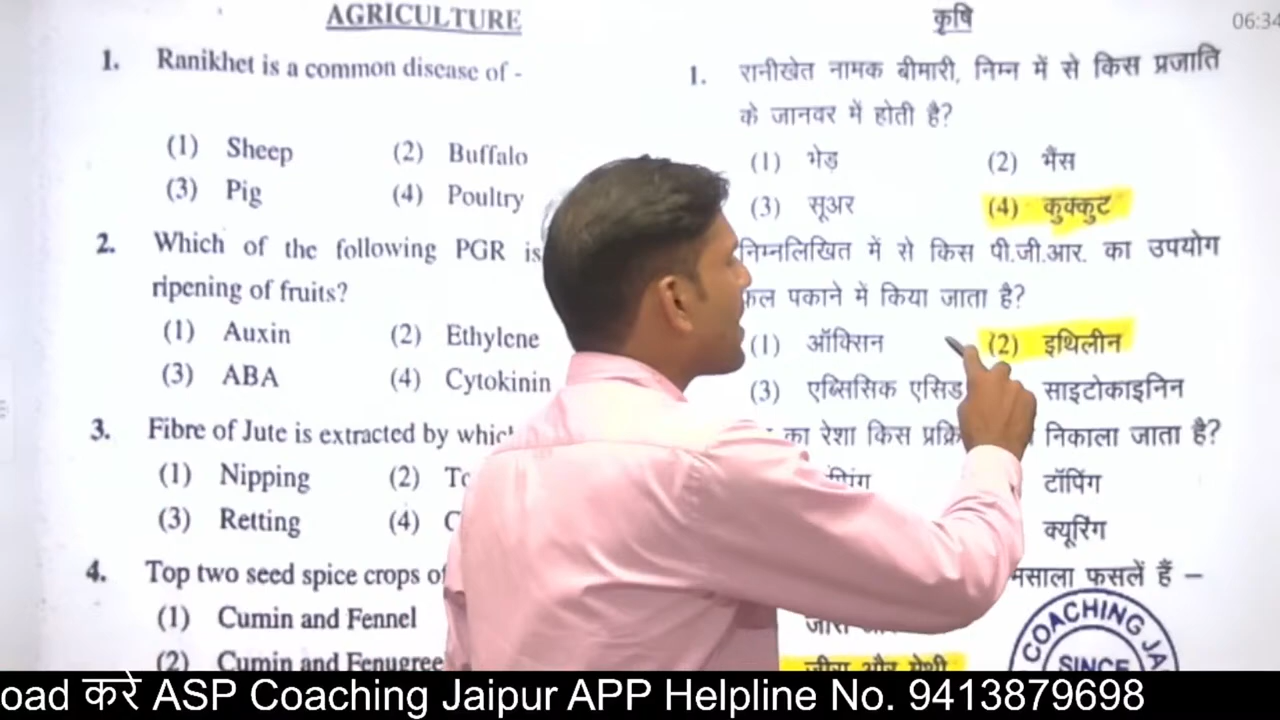 AGRICULTURE
1. Ranikhet is a common disease of -
(1) Sheep (2) Buffalo
(3) Pig (4) Poultry
2. Which of the following PGR is
ripening of fruits?
(1) Auxin (2) Ethylene
(3) ABA (4) Cytokinin
3. Fibre of Jute is extracted by
(1) Nipping (2)
(3) Retting (4)
4. Top two seed spice crops of
(1) Cumin and Fennel
(2) Cumin and
कृषि
06:34
1. रानीखेत नामक बीमारी, निम्न में से किस प्रजाति
के जानवर में होती है?
(1) भेड़ (2) भैंस
(3) सूअर (4) कुक्कुट
निम्नलिखित में से किस पी.जी.आर. का उपयोग
फल पकाने में किया जाता है?
(1) ऑक्सिन (2) इथिलीन
(3) एब्सिसिक एसिड साइटोकाइनिन
का रेशा किस निकाला जाता है?
टॉपिंग
क्यूरिंग
मसाला फसलें हैं –
जीरा और मेथी
COACHING JA
SINCE
oad करे ASP Coaching Jaipur APP Helpline No. 9413879698